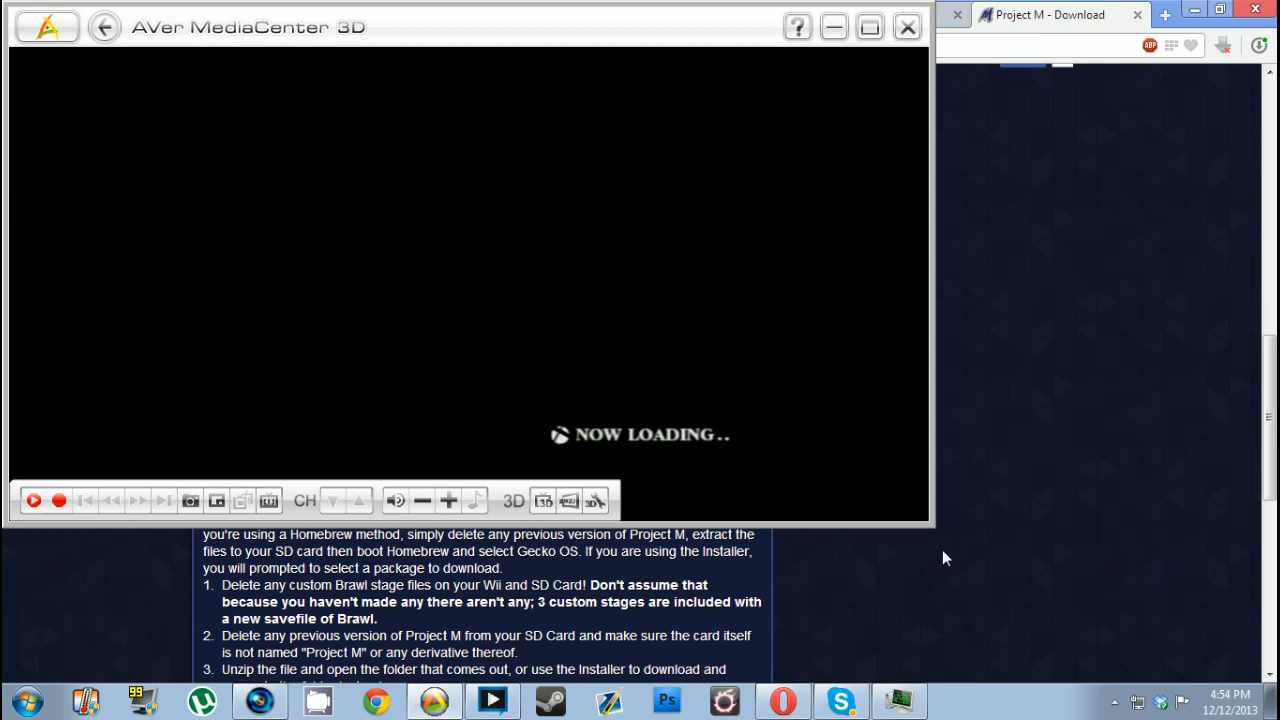 AVer MediaCenter 3D
?
Project M - Download
ABP
NOW LOADING..
CH
3D
you're using a Homebrew method, simply delete any previous version of Project M, extract the
files to your SD card then boot Homebrew and select Gecko OS. If you are using the Installer,
you will prompted to select a package to download.
1. Delete any custom Brawl stage files on your Wii and SD Card! Don't assume that
because you haven't made any there aren't any; 3 custom stages are included with
a new savefile of Brawl.
2. Delete any previous version of Project M from your SD Card and make sure the card itself
is not named "Project M" or any derivative thereof.
3. Unzip the file and open the folder that comes out, or use the Installer to download and
99
Ps
4:54 PM
12/12/2013